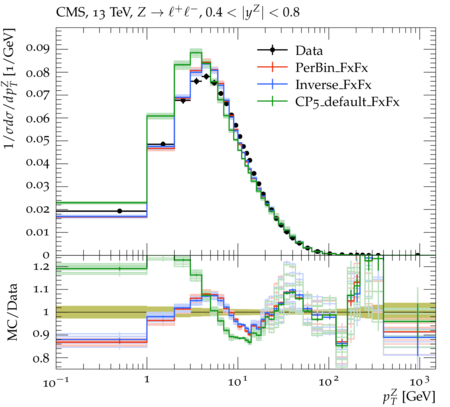 CMS, 13 TeV, Z → ℓ⁺ℓ⁻, 0.4 < |y^Z| < 0.8
1/σdσ/dp_T^Z [1/GeV]
0.09
0.08
0.07
0.06
0.05
0.04
0.03
0.02
0.01
0
Data
PerBin_FxFx
Inverse_FxFx
CP5_default_FxFx
MC/Data
1.2
1.1
1
0.9
0.8
10⁻¹ 1 10¹ 10² 10³
p_T^Z [GeV]